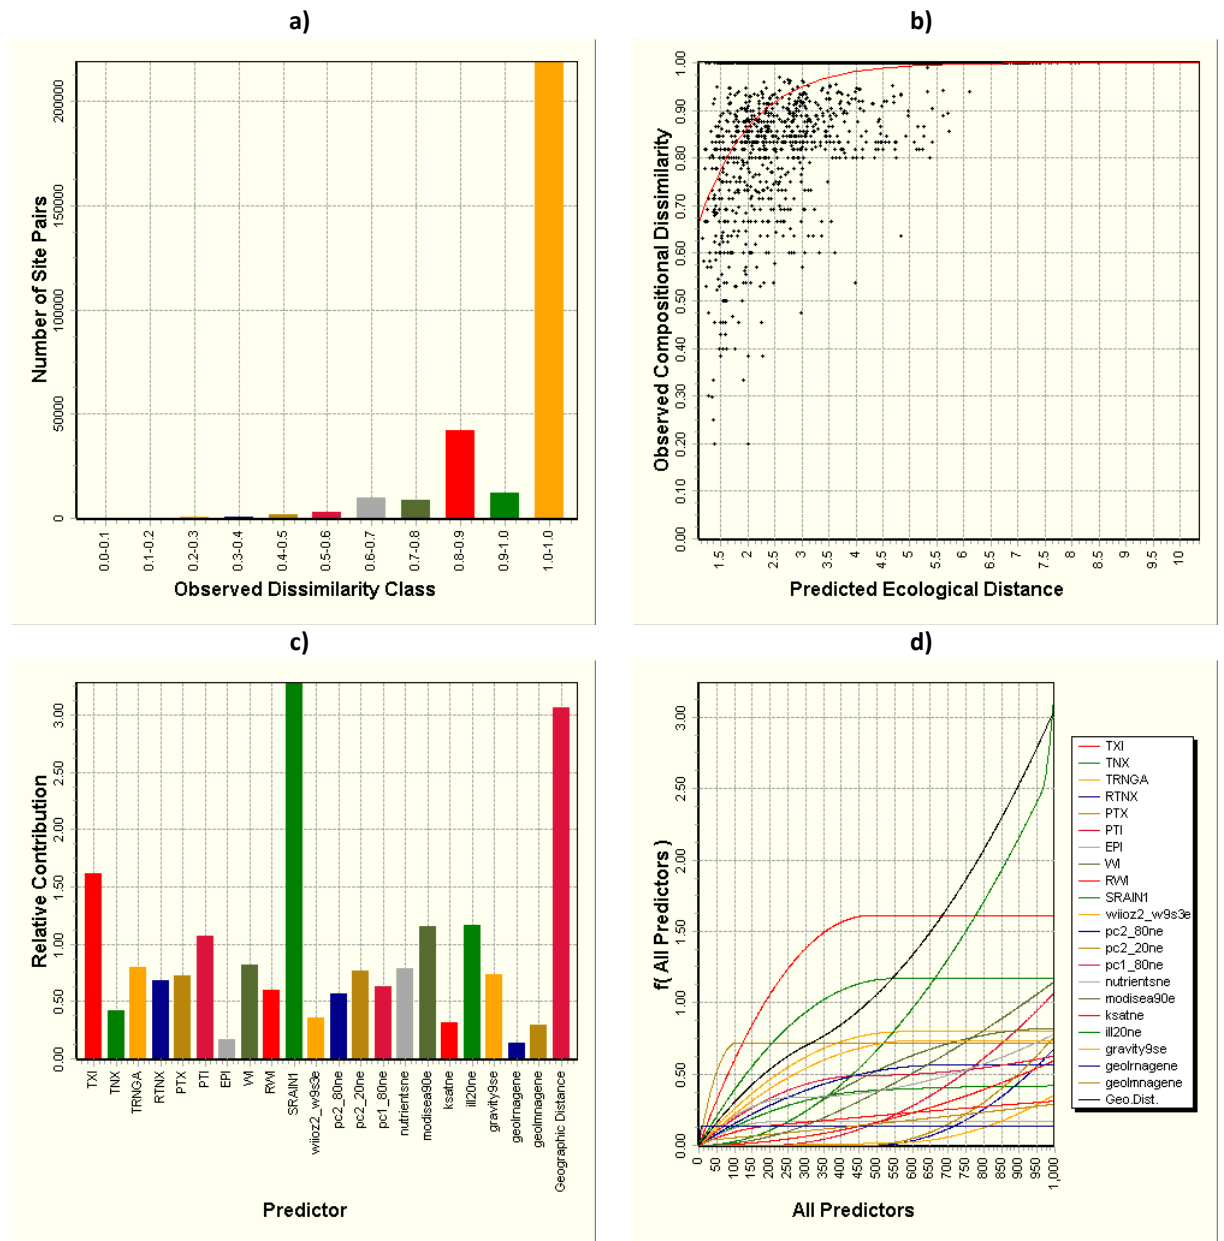 a)
Number of Site Pairs
200000
150000
100000
50000
0
0.0-0.1
0.1-0.2
0.2-0.3
0.3-0.4
0.4-0.5
0.5-0.6
0.6-0.7
0.7-0.8
0.8-0.9
0.9-1.0
1.0-1.0
Observed Dissimilarity Class
b)
Observed Compositional Dissimilarity
1.00
0.90
0.80
0.70
0.60
0.50
0.40
0.30
0.20
0.10
0.00
1.5
2
2.5
3
3.5
4
4.5
5
5.5
6
6.5
7
7.5
8
8.5
9
9.5
10
Predicted Ecological Distance
c)
Relative Contribution
3.00
2.50
2.00
1.50
1.00
0.50
0.00
TXI
TNX
TRNGA
RTNX
PTX
PTI
EPI
WI
RWI
SRAIN1
wiioz2_w9s3e
pc2_80ne
pc2_20ne
pc1_80ne
nutrientsne
modisea90e
ksatne
ill20ne
gravity9se
geolrnagene
geolmnagene
Geographic Distance
Predictor
d)
f( All Predictors )
3.00
2.50
2.00
1.50
1.00
0.50
0.00
0
50
100
150
200
250
300
350
400
450
500
550
600
650
700
750
800
850
900
950
1,000
All Predictors
TXI
TNX
TRNGA
RTNX
PTX
PTI
EPI
WI
RWI
SRAIN1
wiioz2_w9s3e
pc2_80ne
pc2_20ne
pc1_80ne
nutrientsne
modisea90e
ksatne
ill20ne
gravity9se
geolrnagene
geolmnagene
Geo.Dist.